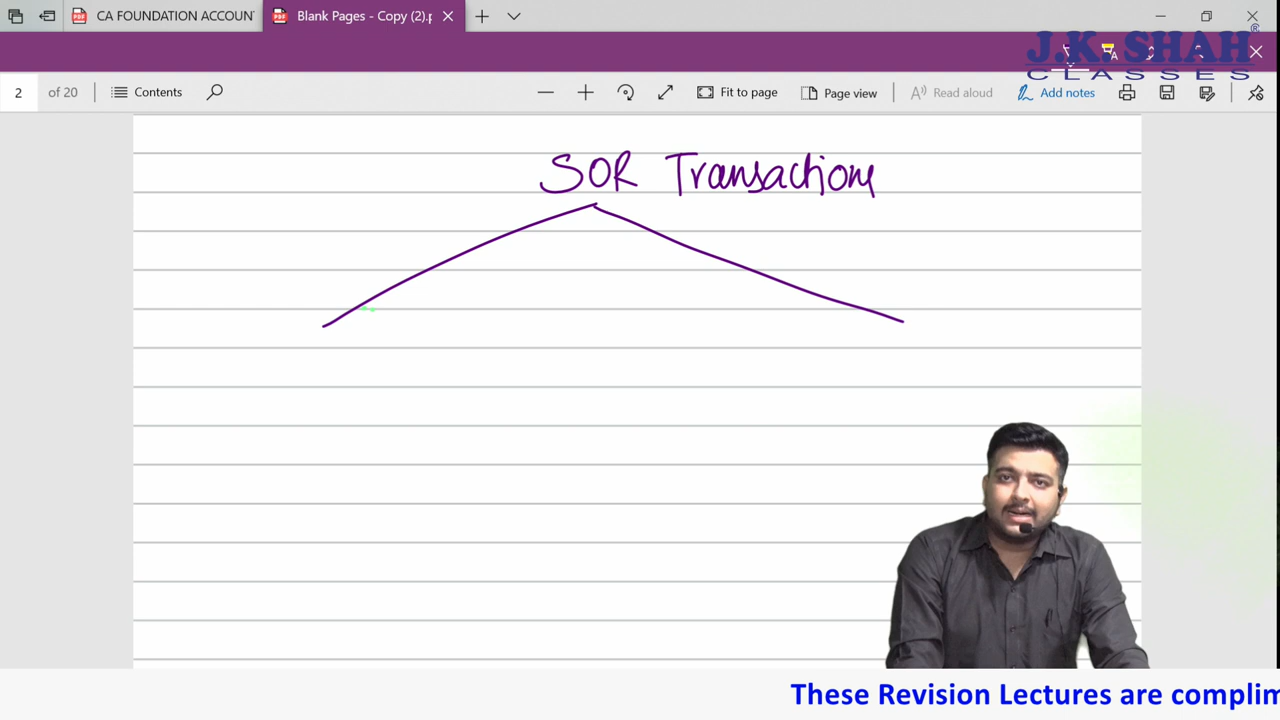 CA FOUNDATION ACCOUNT
Blank Pages - Copy (2).p
J.K. SHAH®
CLASSES
2 of 20 Contents Fit to page Page view Read aloud Add notes
SOR Transactions
These Revision Lectures are complim